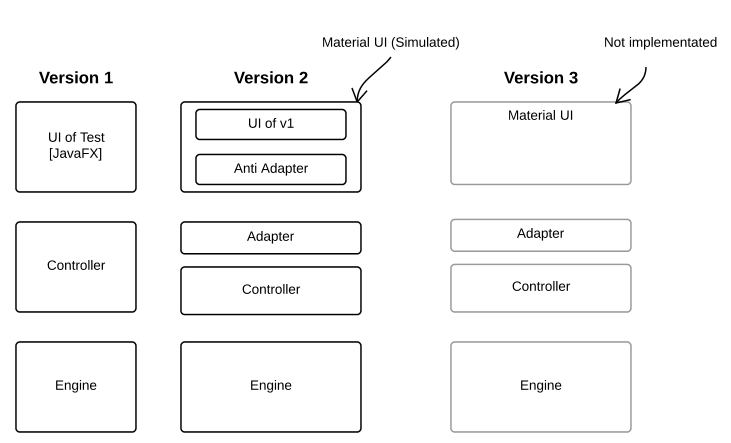 Material UI (Simulated)
Not implementated
Version 1
Version 2
Version 3
UI of Test
[JavaFX]
UI of v1
Anti Adapter
Material UI
Controller
Adapter
Controller
Adapter
Controller
Engine
Engine
Engine